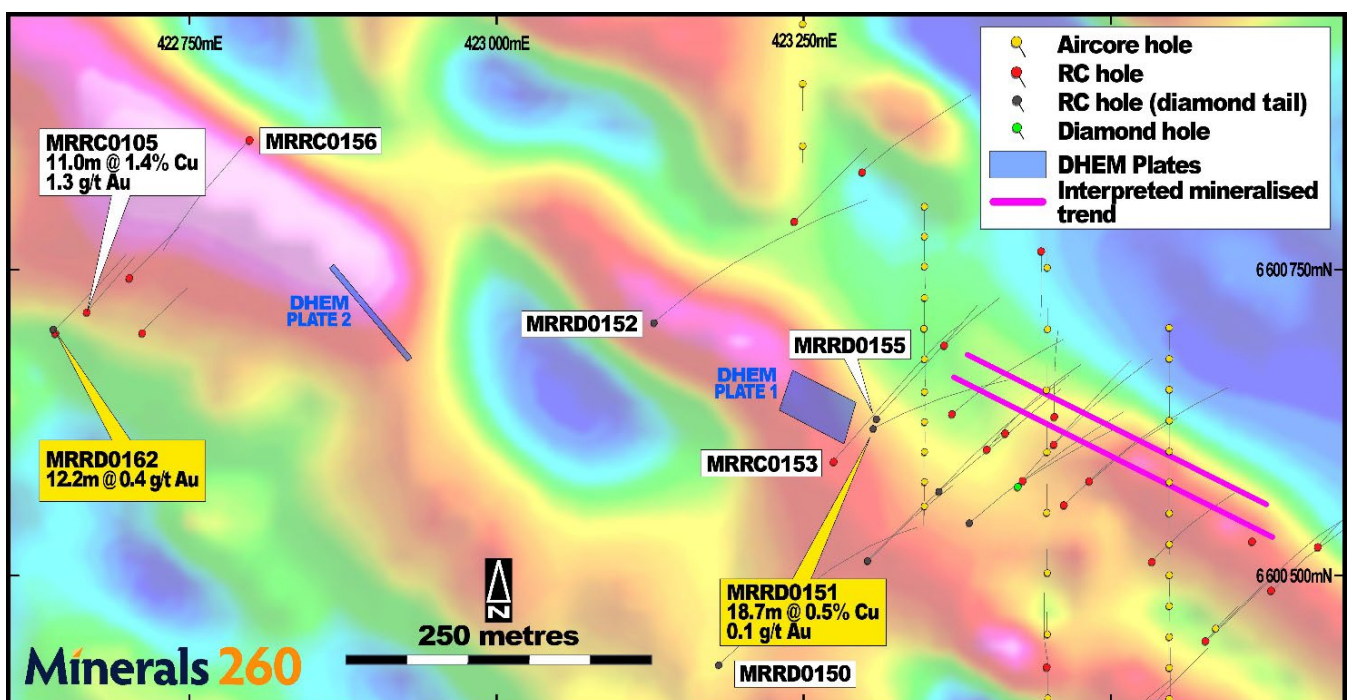 422 750mE
423 000mE
423 250mE
Aircore hole
RC hole
RC hole (diamond tail)
Diamond hole
DHEM Plates
Interpreted mineralised
trend
MRRC0105
11.0m @ 1.4% Cu
1.3 g/t Au
MRRC0156
6 600 750mN
DHEM
PLATE 2
MRRD0152
MRRD0155
DHEM
PLATE 1
MRRD0162
12.2m @ 0.4 g/t Au
MRRC0153
6 600 500mN
MRRD0151
18.7m @ 0.5% Cu
0.1 g/t Au
N
250 metres
Minerals 260
MRRD0150